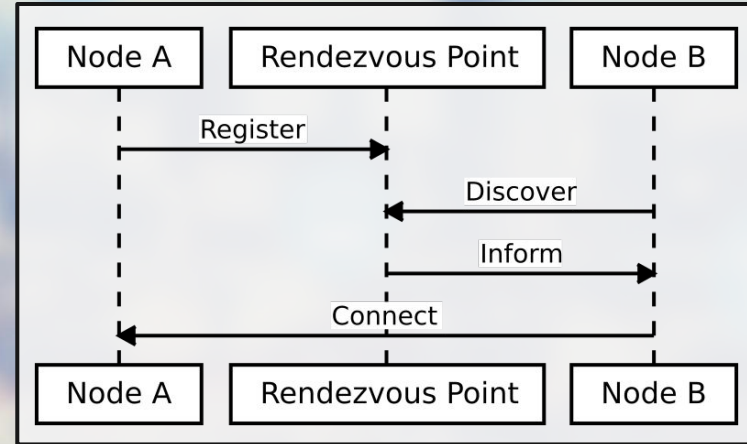 Node A Rendezvous Point Node B
Register
Discover
Inform
Connect
Node A Rendezvous Point Node B